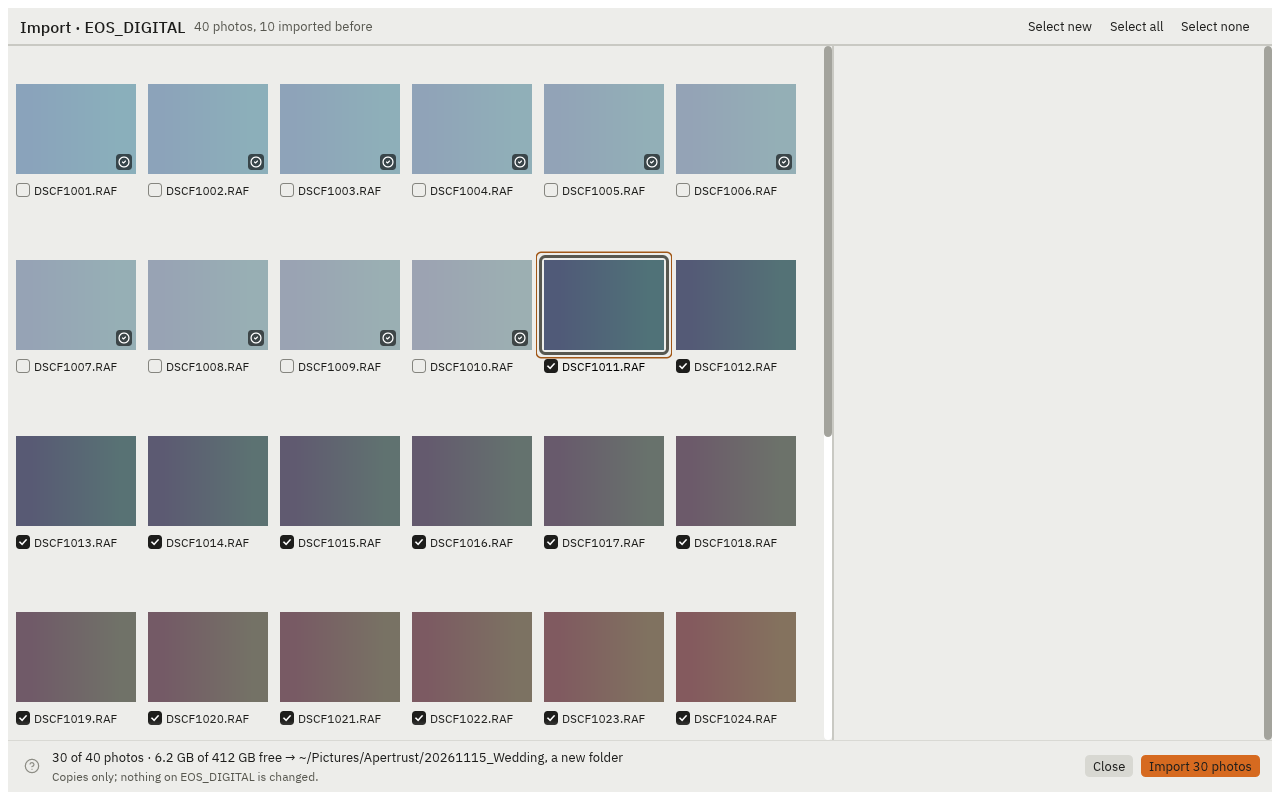 Import · EOS_DIGITAL 40 photos, 10 imported before Select new Select all Select none
DSCF1001.RAF DSCF1002.RAF DSCF1003.RAF DSCF1004.RAF DSCF1005.RAF DSCF1006.RAF
DSCF1007.RAF DSCF1008.RAF DSCF1009.RAF DSCF1010.RAF DSCF1011.RAF DSCF1012.RAF
DSCF1013.RAF DSCF1014.RAF DSCF1015.RAF DSCF1016.RAF DSCF1017.RAF DSCF1018.RAF
DSCF1019.RAF DSCF1020.RAF DSCF1021.RAF DSCF1022.RAF DSCF1023.RAF DSCF1024.RAF
30 of 40 photos · 6.2 GB of 412 GB free → ~/Pictures/Apertrust/20261115_Wedding, a new folder
Copies only; nothing on EOS_DIGITAL is changed.
Close Import 30 photos